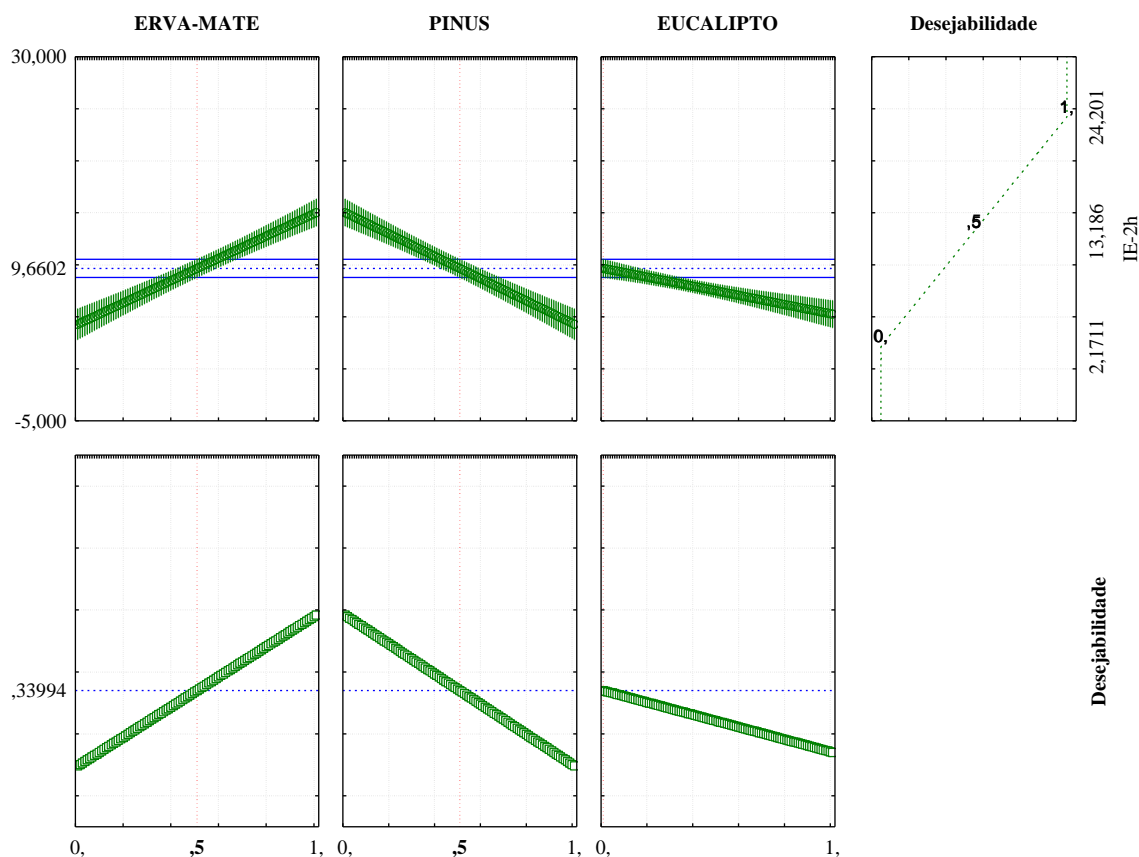 ERVA-MATE PINUS EUCALIPTO Desejabilidade
30,000
1, 24,201
,5 13,186 IE-2h
9,6602
0, 2,1711
-5,000
Desejabilidade
,33994
0, ,5 1, 0, ,5 1, 0, 1,